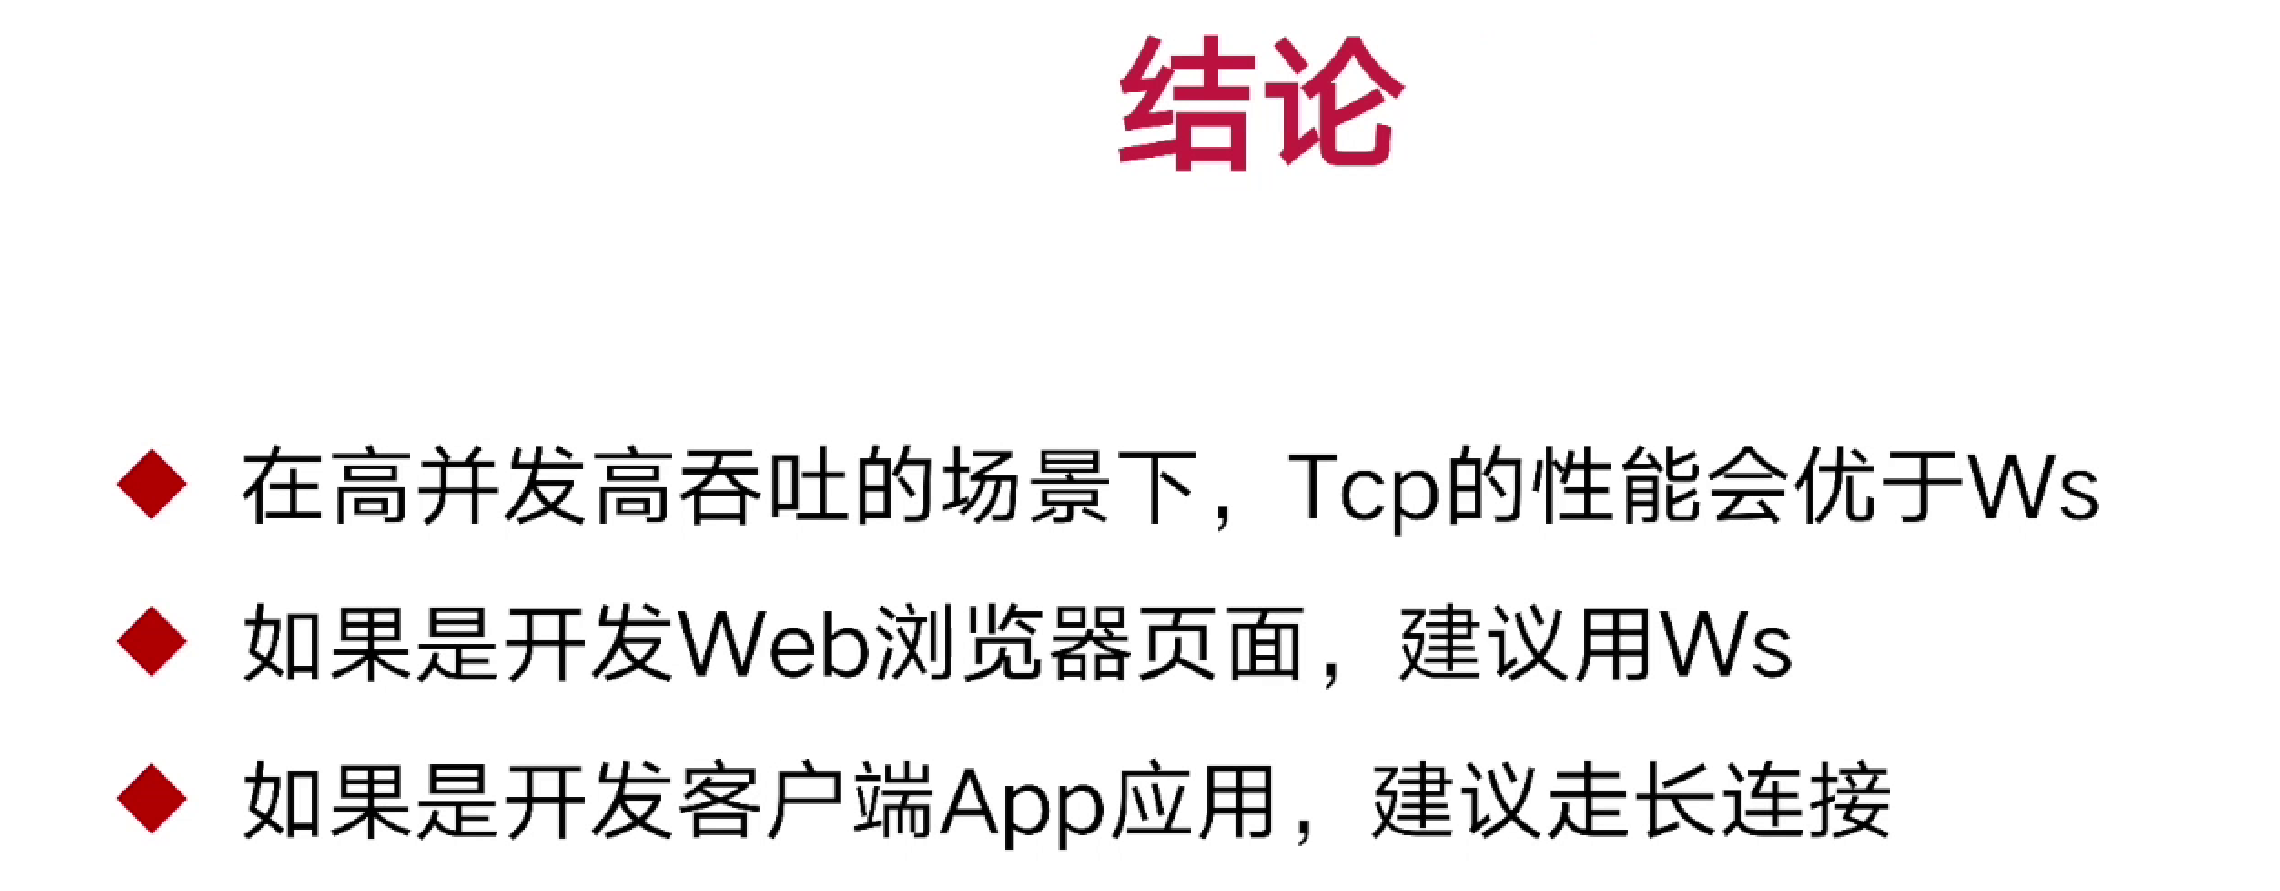 结论
在高并发高吞吐的场景下，Tcp的性能会优于Ws
如果是开发Web浏览器页面，建议用Ws
如果是开发客户端App应用，建议走长连接